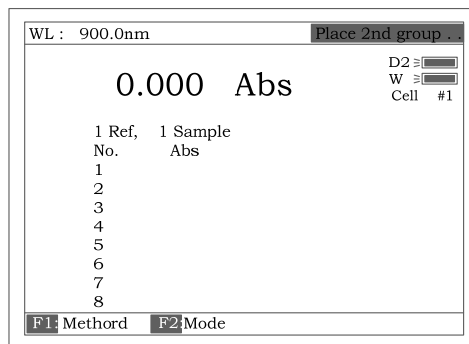 WL : 900.0nm Place 2nd group . .
D2
0.000 Abs W
Cell #1
1 Ref, 1 Sample
No. Abs
1
2
3
4
5
6
7
8
F1: Methord F2:Mode